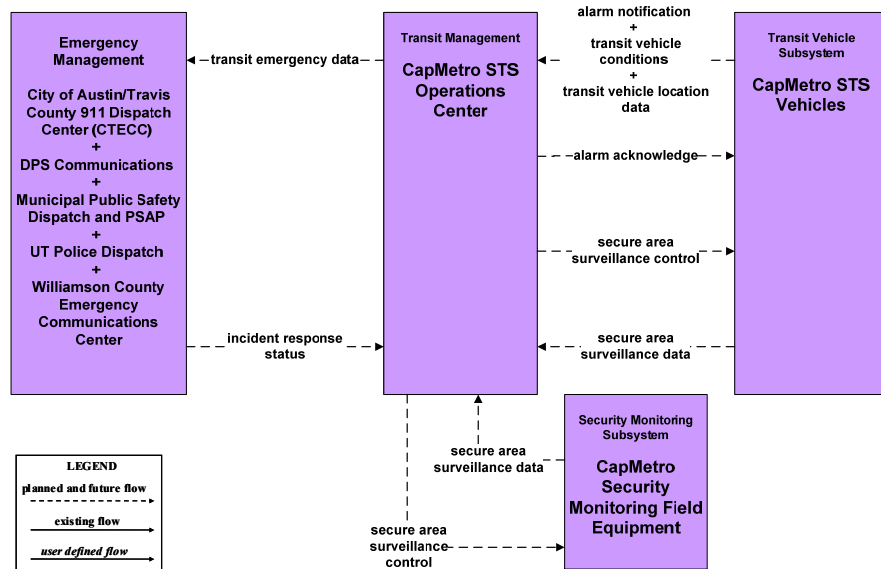 Emergency
Management
City of Austin/Travis
County 911 Dispatch
Center (CTECC)
+
DPS Communications
+
Municipal Public Safety
Dispatch and PSAP
+
UT Police Dispatch
+
Williamson County
Emergency
Communications
Center
transit emergency data
incident response
status
Transit Management
CapMetro STS
Operations
Center
alarm notification
+
transit vehicle
conditions
+
transit vehicle location
data
alarm acknowledge
secure area
surveillance control
secure area
surveillance data
Transit Vehicle
Subsystem
CapMetro STS
Vehicles
secure area
surveillance data
secure area
surveillance
control
Security Monitoring
Subsystem
CapMetro
Security
Monitoring Field
Equipment
LEGEND
planned and future flow
existing flow
user defined flow